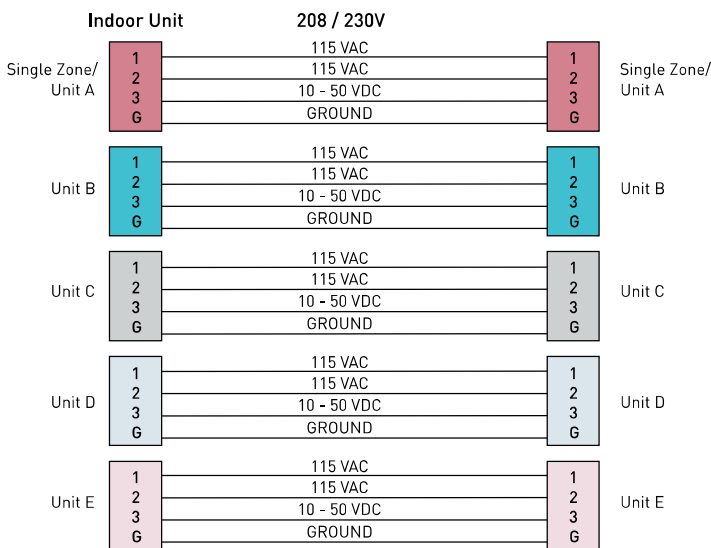 Indoor Unit 208 / 230V
Single Zone/
Unit A
1
2
3
G
115 VAC
115 VAC
10 - 50 VDC
GROUND
1
2
3
G
Single Zone/
Unit A
Unit B
1
2
3
G
115 VAC
115 VAC
10 - 50 VDC
GROUND
1
2
3
G
Unit B
Unit C
1
2
3
G
115 VAC
115 VAC
10 - 50 VDC
GROUND
1
2
3
G
Unit C
Unit D
1
2
3
G
115 VAC
115 VAC
10 - 50 VDC
GROUND
1
2
3
G
Unit D
Unit E
1
2
3
G
115 VAC
115 VAC
10 - 50 VDC
GROUND
1
2
3
G
Unit E